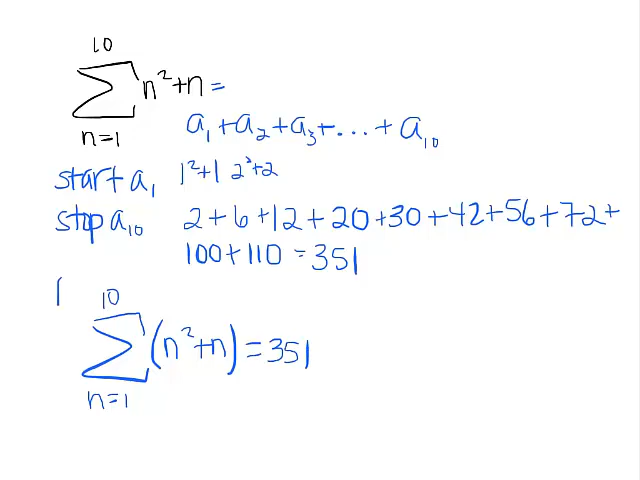 10
∑ n² + n =
n = 1
a₁ + a₂ + a₃ + ... + a₁₀
start a₁ 1² + 1 2² + 2
stop a₁₀ 2 + 6 + 12 + 20 + 30 + 42 + 56 + 72 +
100 + 110 = 351
10
∑ (n² + n) = 351
n = 1